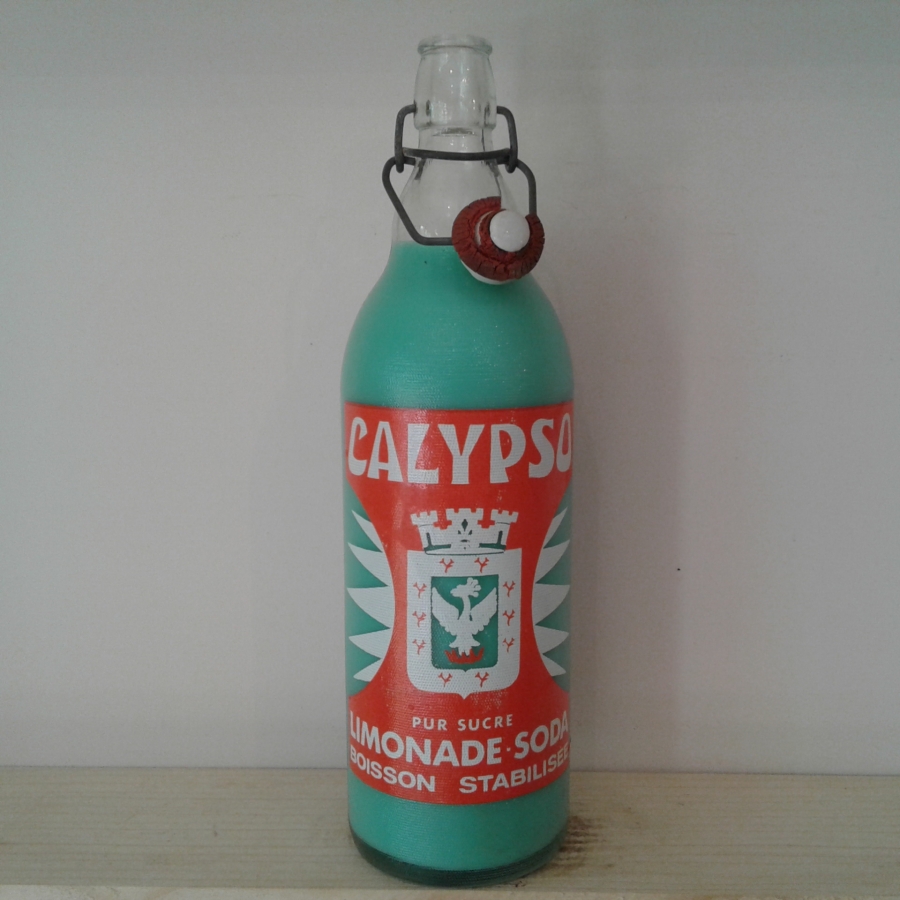 CALYPSO
PUR SUCRE
LIMONADE·SODA
BOISSON STABILISEE